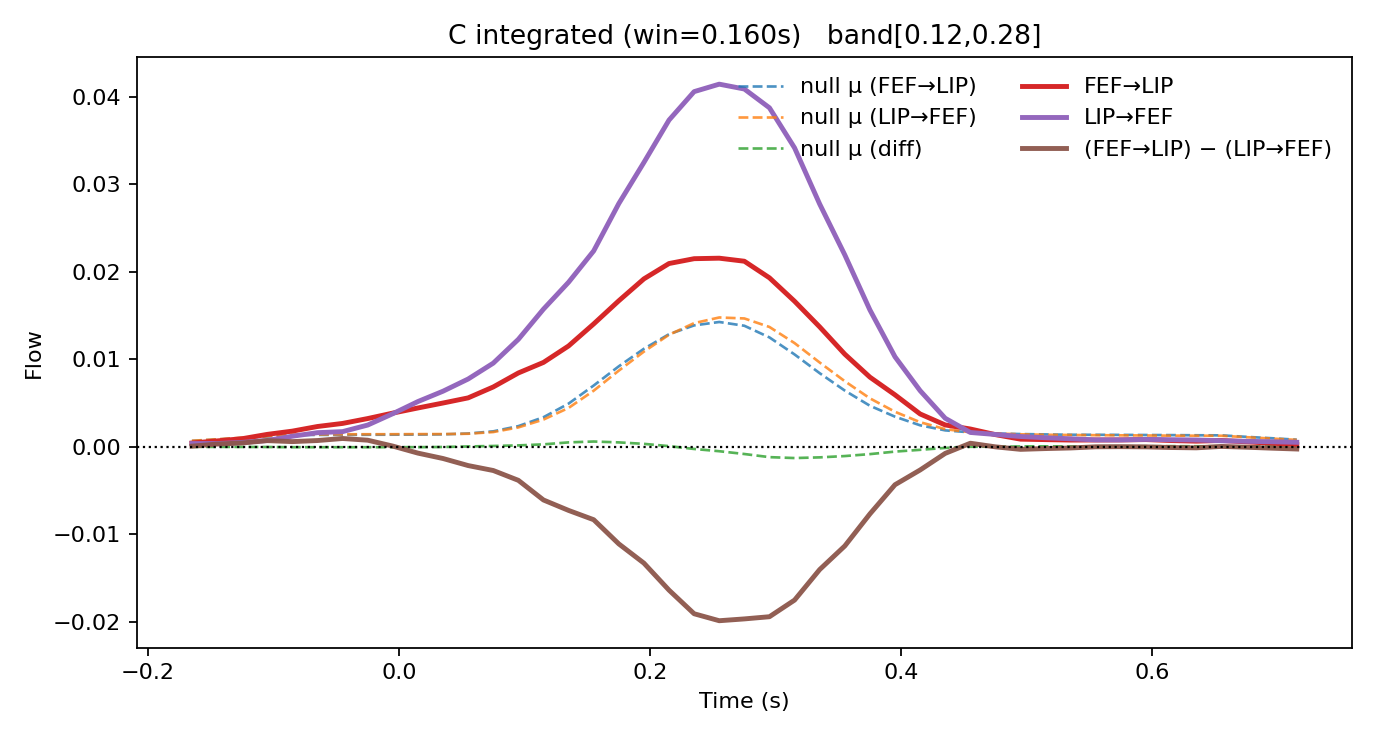 C integrated (win=0.160s)   band[0.12,0.28]
null μ (FEF→LIP)
null μ (LIP→FEF)
null μ (diff)
FEF→LIP
LIP→FEF
(FEF→LIP) − (LIP→FEF)
Flow
0.04
0.03
0.02
0.01
0.00
−0.01
−0.02
−0.2
0.0
0.2
0.4
0.6
Time (s)